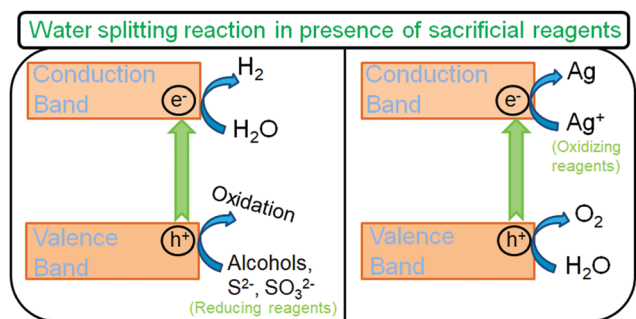 Water splitting reaction in presence of sacrificial reagents
Conduction
Band
e-
H2
H2O
Oxidation
Valence
Band
h+
Alcohols,
S2-, SO32-
(Reducing reagents)
Conduction
Band
e-
Ag
Ag+
(Oxidizing
reagents)
Valence
Band
h+
O2
H2O